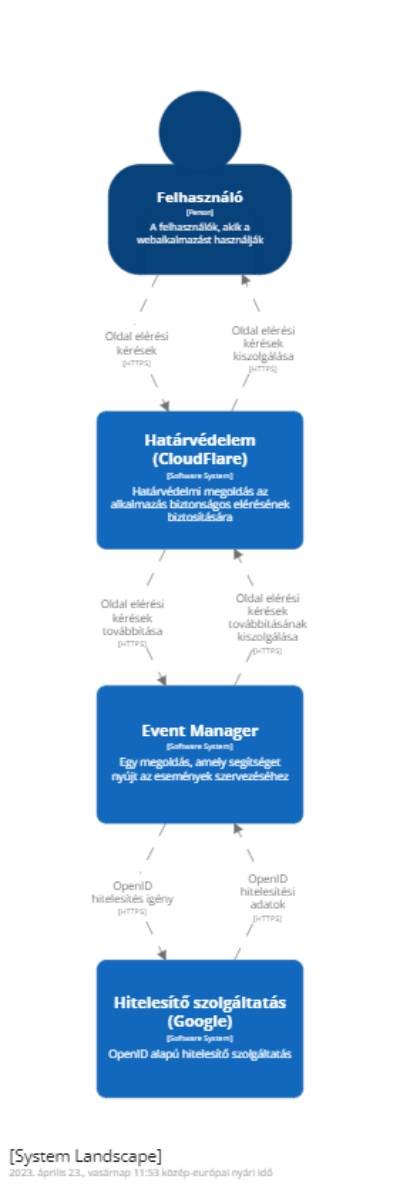 Felhasználó
[Person]
A felhasználók, akik a
webalkalmazást használják
Oldal elérési
kérések
[HTTPS]
Oldal elérési
kérések
kiszolgálása
[HTTPS]
Határvédelem
(CloudFlare)
[Software System]
Határvédelmi megoldás az
alkalmazás biztonságos elérésének
biztosítására
Oldal elérési
kérések
továbbítása
[HTTPS]
Oldal elérési
kérések
továbbításának
kiszolgálása
[HTTPS]
Event Manager
[Software System]
Egy megoldás, amely segítséget
nyújt az események szervezéséhez
OpenID
hitelesítés igény
[HTTPS]
OpenID
hitelesítési
adatok
[HTTPS]
Hitelesítő szolgáltatás
(Google)
[Software System]
OpenID alapú hitelesítő szolgáltatás
[System Landscape]
2023. április 23., vasárnap 11:53 közép-európai nyári idő